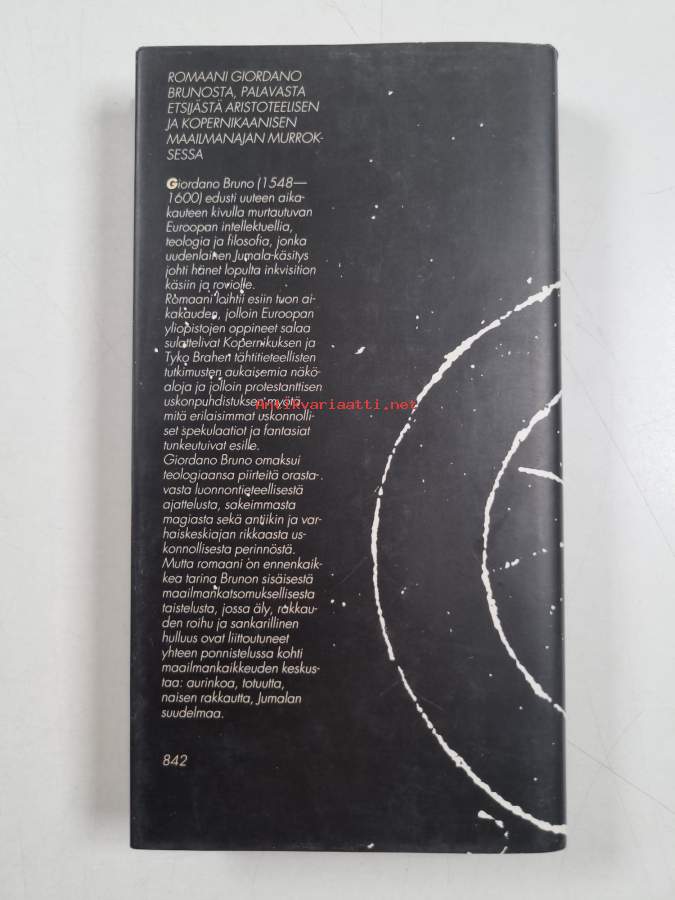 ROMAANI GIORDANO
BRUNOSTA, PALAVASTA
ETSIJÄSTÄ ARISTOTEELISEN
JA KOPERNIKAANISEN
MAAILMANAJAN MURROK-
SESSA
Giordano Bruno (1548—
1600) edusti uuteen aika-
kauteen kivulla murtautuvan
Euroopan intellektuellia,
teologia ja filosofia, jonka
uudenlainen Jumala-käsitys
johti hänet lopulta inkvisition
käsiin ja roviolle.
Romaani loihtii esiin tuon ai-
kakauden, jolloin Euroopan
yliopistojen oppineet salaa
sulattelivat Kopernikuksen ja
Tyko Brahen tähtitieteellisten
tutkimusten aukaisemia näkö-
aloja ja jolloin protestanttisen
uskonpuhdistuksen myötä
mitä erilaisimmat uskonnolli-
set spekulaatiot ja fantasiat
tunkeutuivat esille.
Giordano Bruno omaksui
teologiaansa piirteitä orasta-
vasta luonnontieteellisestä
ajattelusta, sakeimmasta
magiasta sekä antiikin ja var-
haiskeskiajan rikkaasta us-
konnollisesta perinnöstä.
Mutta romaani on ennenkaik-
kea tarina Brunon sisäisestä
maailmankatsomuksellisesta
taistelusta, jossa äly, rakkau-
den roihu ja sankarillinen
hulluus ovat liittoutuneet
yhteen ponnistelussa kohti
maailmankaikkeuden keskus-
taa: aurinkoa, totuutta,
naisen rakkautta, Jumalan
suudelmaa.
842
Antikvariaatti.net